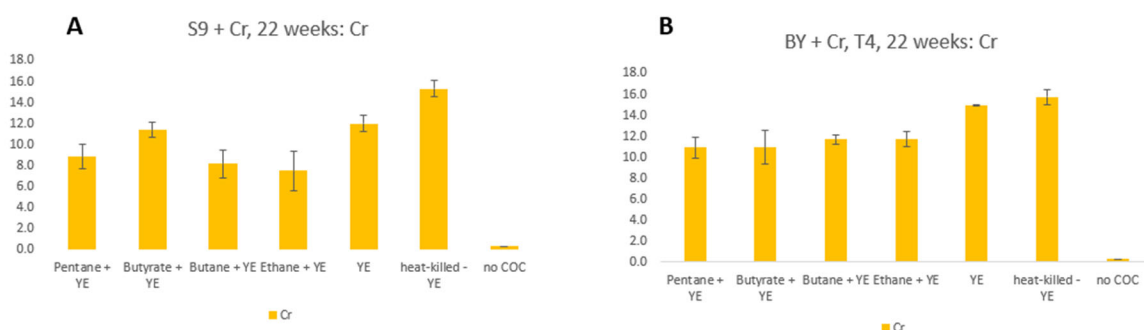 A
S9 + Cr, 22 weeks: Cr
18.0
16.0
14.0
12.0
10.0
8.0
6.0
4.0
2.0
0.0
Pentane +
YE
Butyrate +
YE
Butane + YE
Ethane + YE
YE
heat-killed -
YE
no COC
Cr
B
BY + Cr, T4, 22 weeks: Cr
18.0
16.0
14.0
12.0
10.0
8.0
6.0
4.0
2.0
0.0
Pentane +
YE
Butyrate +
YE
Butane + YE
Ethane + YE
YE
heat-killed -
YE
no COC
Cr